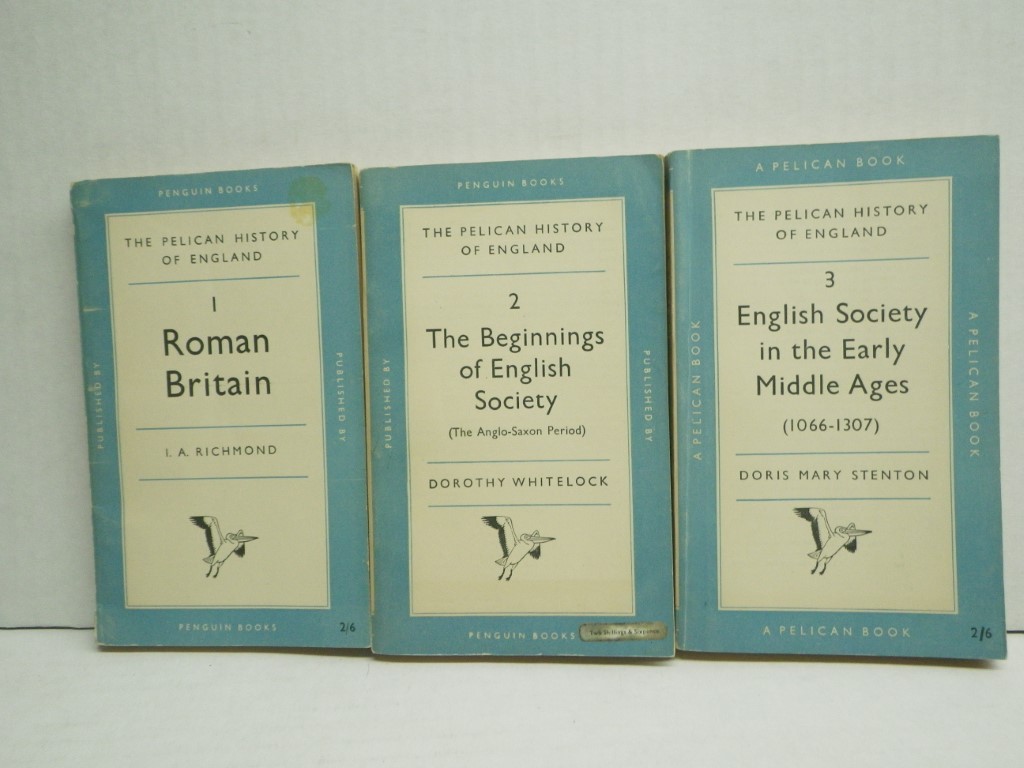 PENGUIN BOOKS
THE PELICAN HISTORY
OF ENGLAND
1
Roman
Britain
I. A. RICHMOND
PUBLISHED BY
PUBLISHED BY
PENGUIN BOOKS
2/6
PENGUIN BOOKS
THE PELICAN HISTORY
OF ENGLAND
2
The Beginnings
of English
Society
(The Anglo-Saxon Period)
DOROTHY WHITELOCK
PUBLISHED BY
PUBLISHED BY
PENGUIN BOOKS
Two Shillings & Sixpence
A PELICAN BOOK
THE PELICAN HISTORY
OF ENGLAND
3
English Society
in the Early
Middle Ages
(1066-1307)
DORIS MARY STENTON
A PELICAN BOOK
A PELICAN BOOK
A PELICAN BOOK
2/6